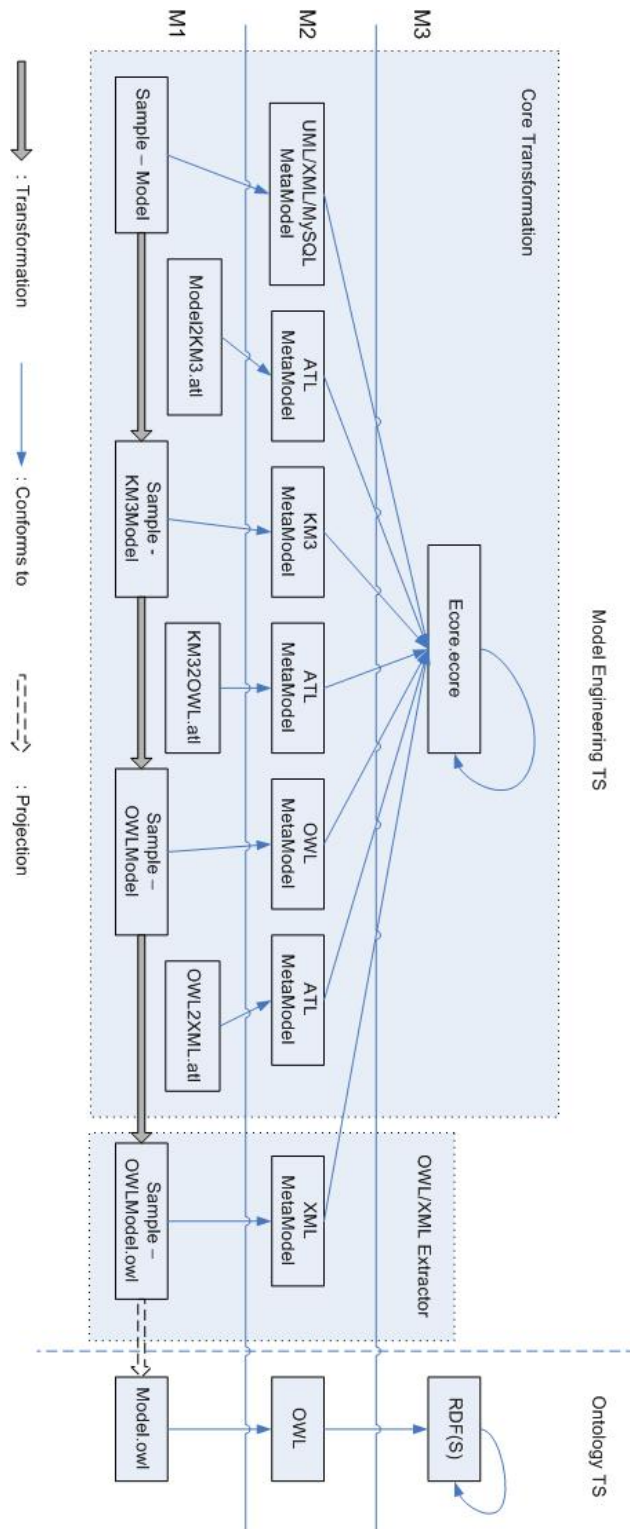 Model Engineering TS
Ontology TS
Core Transformation
OWL/XML Extractor
M3
Ecore.ecore
RDF(S)
M2
UML/XML/MySQL
MetaModel
ATL
MetaModel
KM3
MetaModel
ATL
MetaModel
OWL
MetaModel
ATL
MetaModel
XML
MetaModel
OWL
M1
Model2KM3.atl
KM32OWL.atl
OWL2XML.atl
Sample – Model
Sample -
KM3Model
Sample –
OWLModel
Sample –
OWLModel.owl
Model.owl
: Transformation
: Conforms to
: Projection